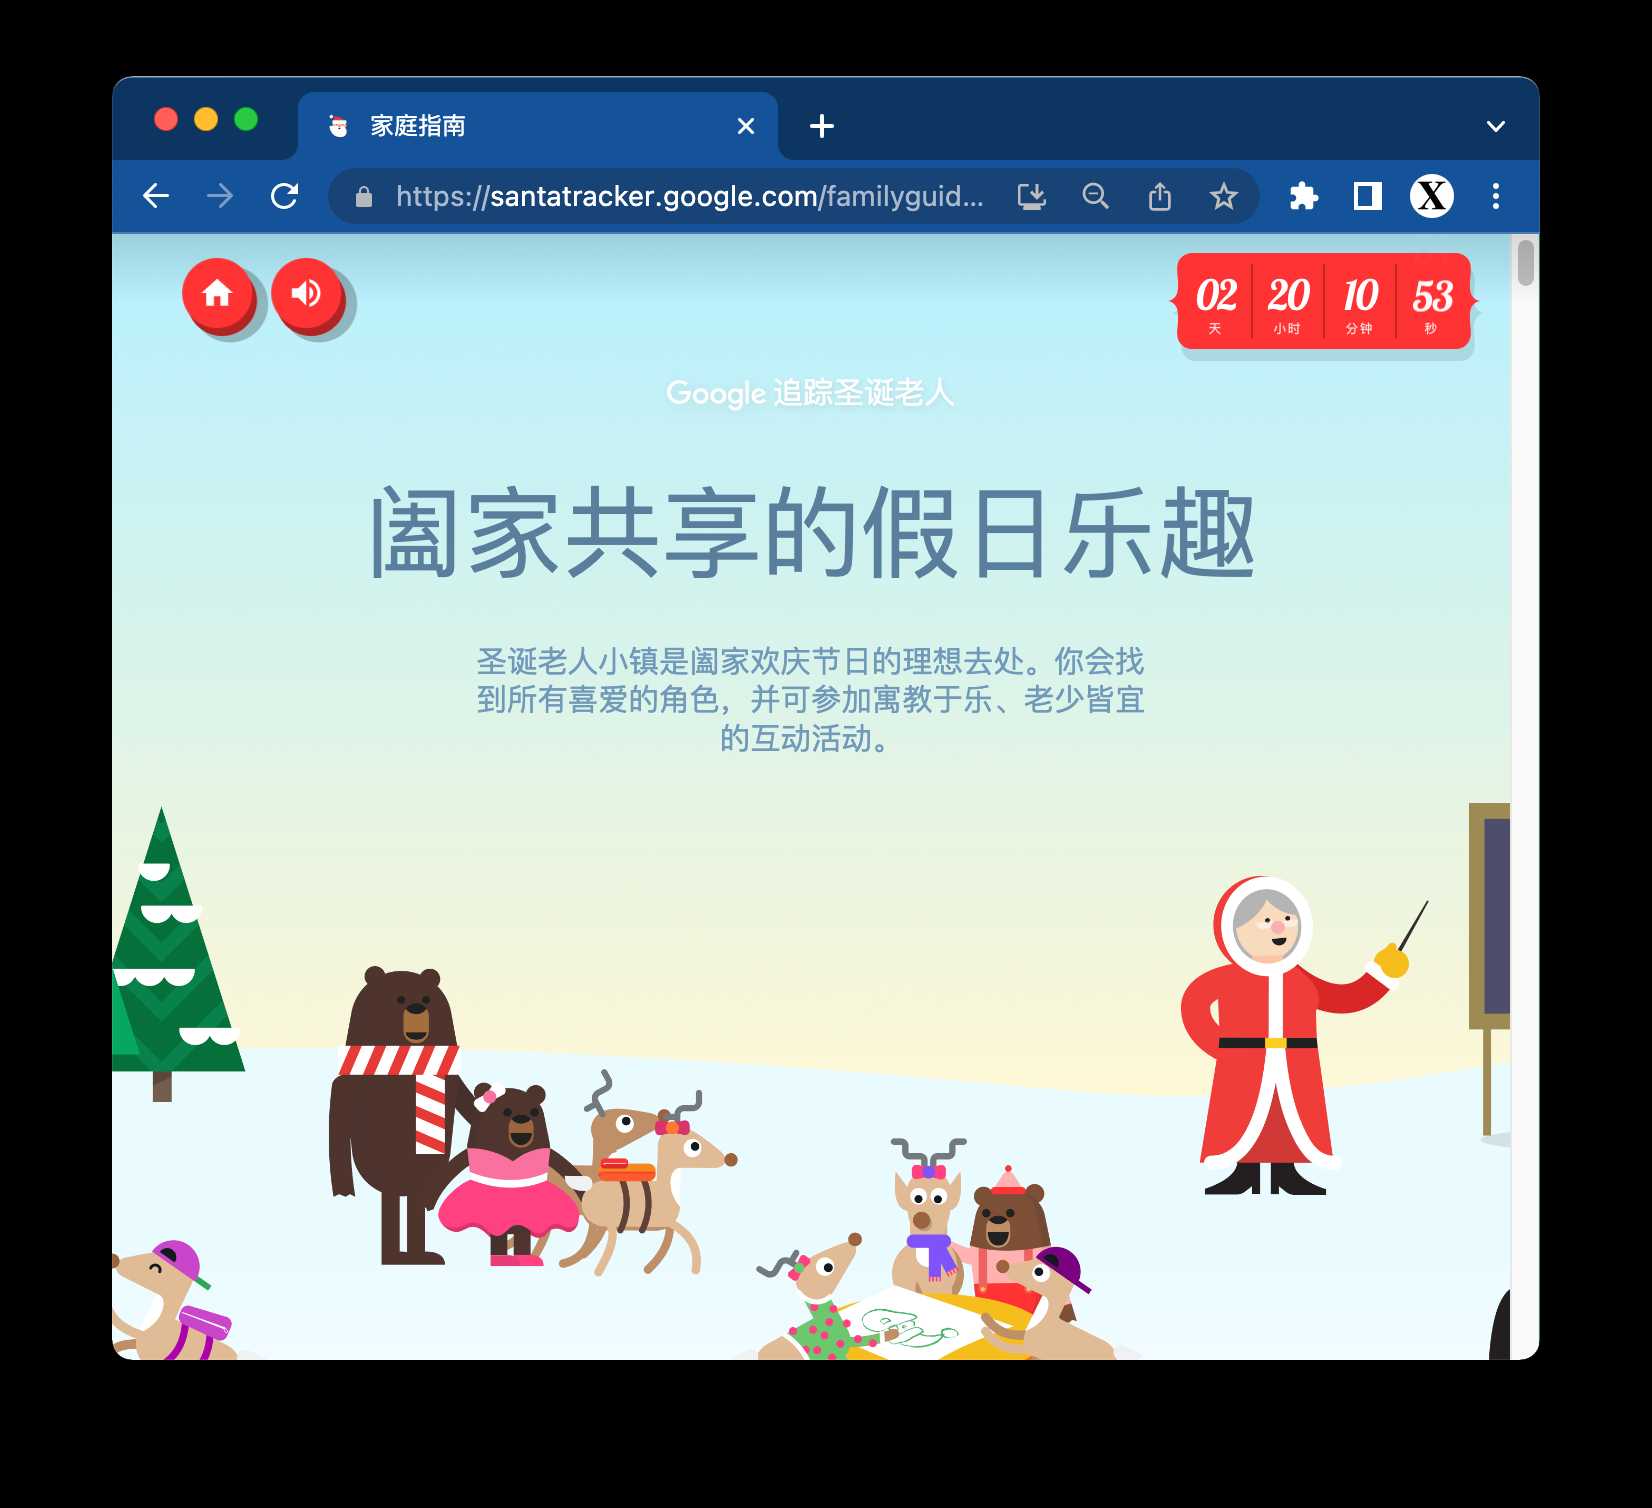 家庭指南
https://santatracker.google.com/familyguid...
X
02 20 10 53
天 小时 分钟 秒
Google 追踪圣诞老人
阖家共享的假日乐趣
圣诞老人小镇是阖家欢庆节日的理想去处。你会找
到所有喜爱的角色，并可参加寓教于乐、老少皆宜
的互动活动。